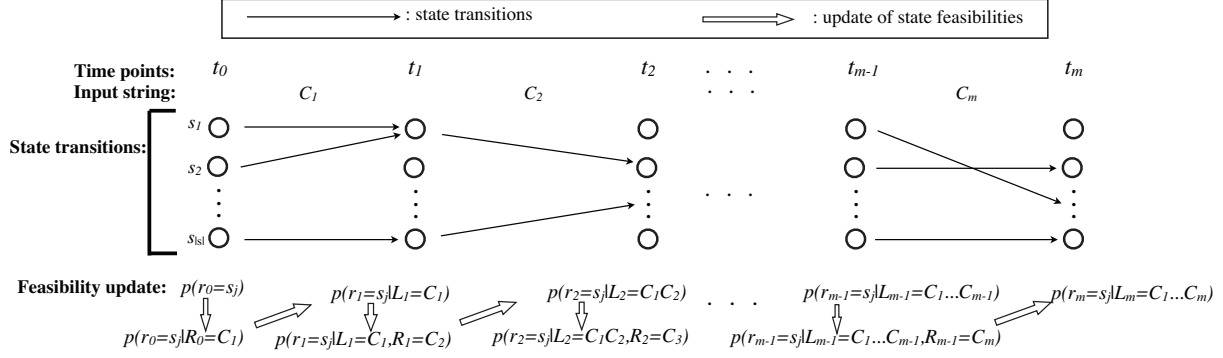 : state transitions : update of state feasibilities
Time points: t0 t1 t2 . . . tm-1 tm
Input string: C1 C2 . . . Cm
s1
State transitions:
s2
s|s|
. . .
Feasibility update: p(r0=sj) p(r1=sj|L1=C1) p(r2=sj|L2=C1C2) . . . p(rm-1=sj|Lm-1=C1...Cm-1) p(rm=sj|Lm=C1...Cm)
p(r0=sj|R0=C1) p(r1=sj|L1=C1,R1=C2) p(r2=sj|L2=C1C2,R2=C3) p(rm-1=sj|Lm-1=C1...Cm-1,Rm-1=Cm)